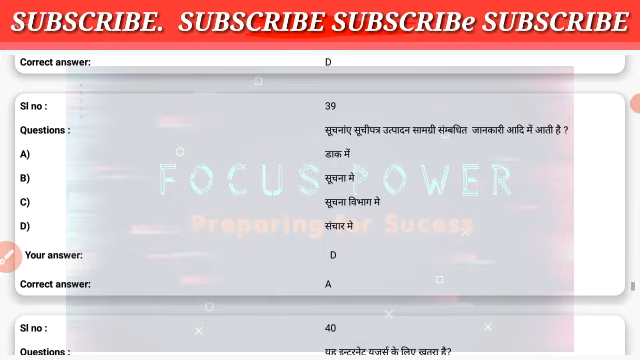 SUBSCRIBE. SUBSCRIBE SUBSCRIBe SUBSCRIBE
Correct answer: D
Sl no : 39
Questions : सूचनांए सूचीपत्र उत्पादन सामग्री संम्बधित जानकारी आदि में आती है ?
A) डाक में
B) सूचना मे
C) सूचना विभाग मे
D) संचार मे
FOCUS POWER
Preparing for Sucess
Your answer: D
Correct answer: A
Sl no : 40
Questions : यह इन्टरनेट यूजर्स के लिए खतरा है?